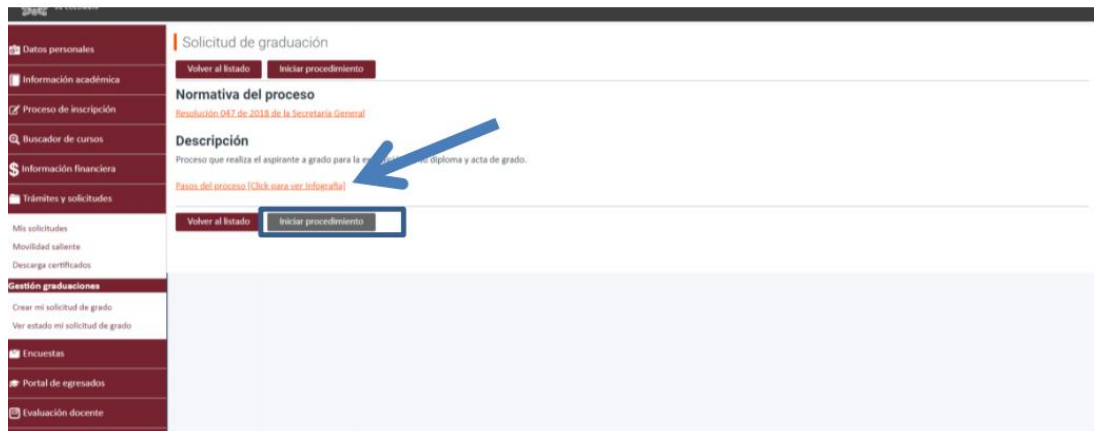 DE COLOMBIA
Datos personales
Información académica
Proceso de inscripción
Buscador de cursos
Información financiera
Trámites y solicitudes
Mis solicitudes
Movilidad saliente
Descarga certificados
Gestión graduaciones
Crear mi solicitud de grado
Ver estado mi solicitud de grado
Encuestas
Portal de egresados
Evaluación docente
Solicitud de graduación
Volver al listado Iniciar procedimiento
Normativa del proceso
Resolución 047 de 2018 de la Secretaría General
Descripción
Proceso que realiza el aspirante a grado para la diploma y acta de grado.
Pasos del proceso [Click para ver Infografía]
Volver al listado Iniciar procedimiento